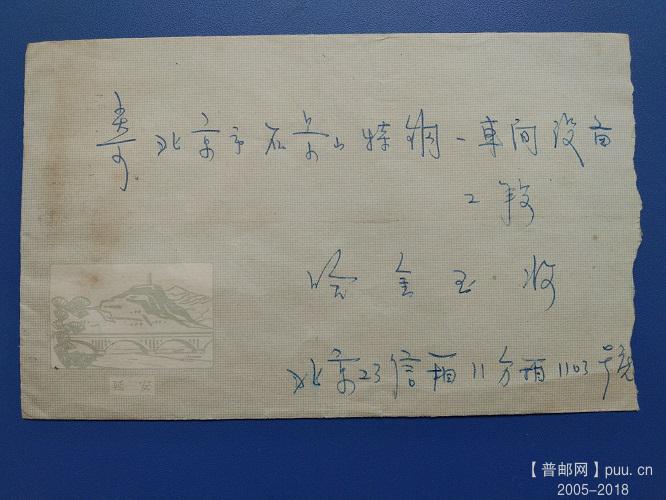 寄北京市石景山特钢一车间设备
工段
哈金玉收
北京23信箱11分箱1103号
延安
【普邮网】puu.cn
2005-2018